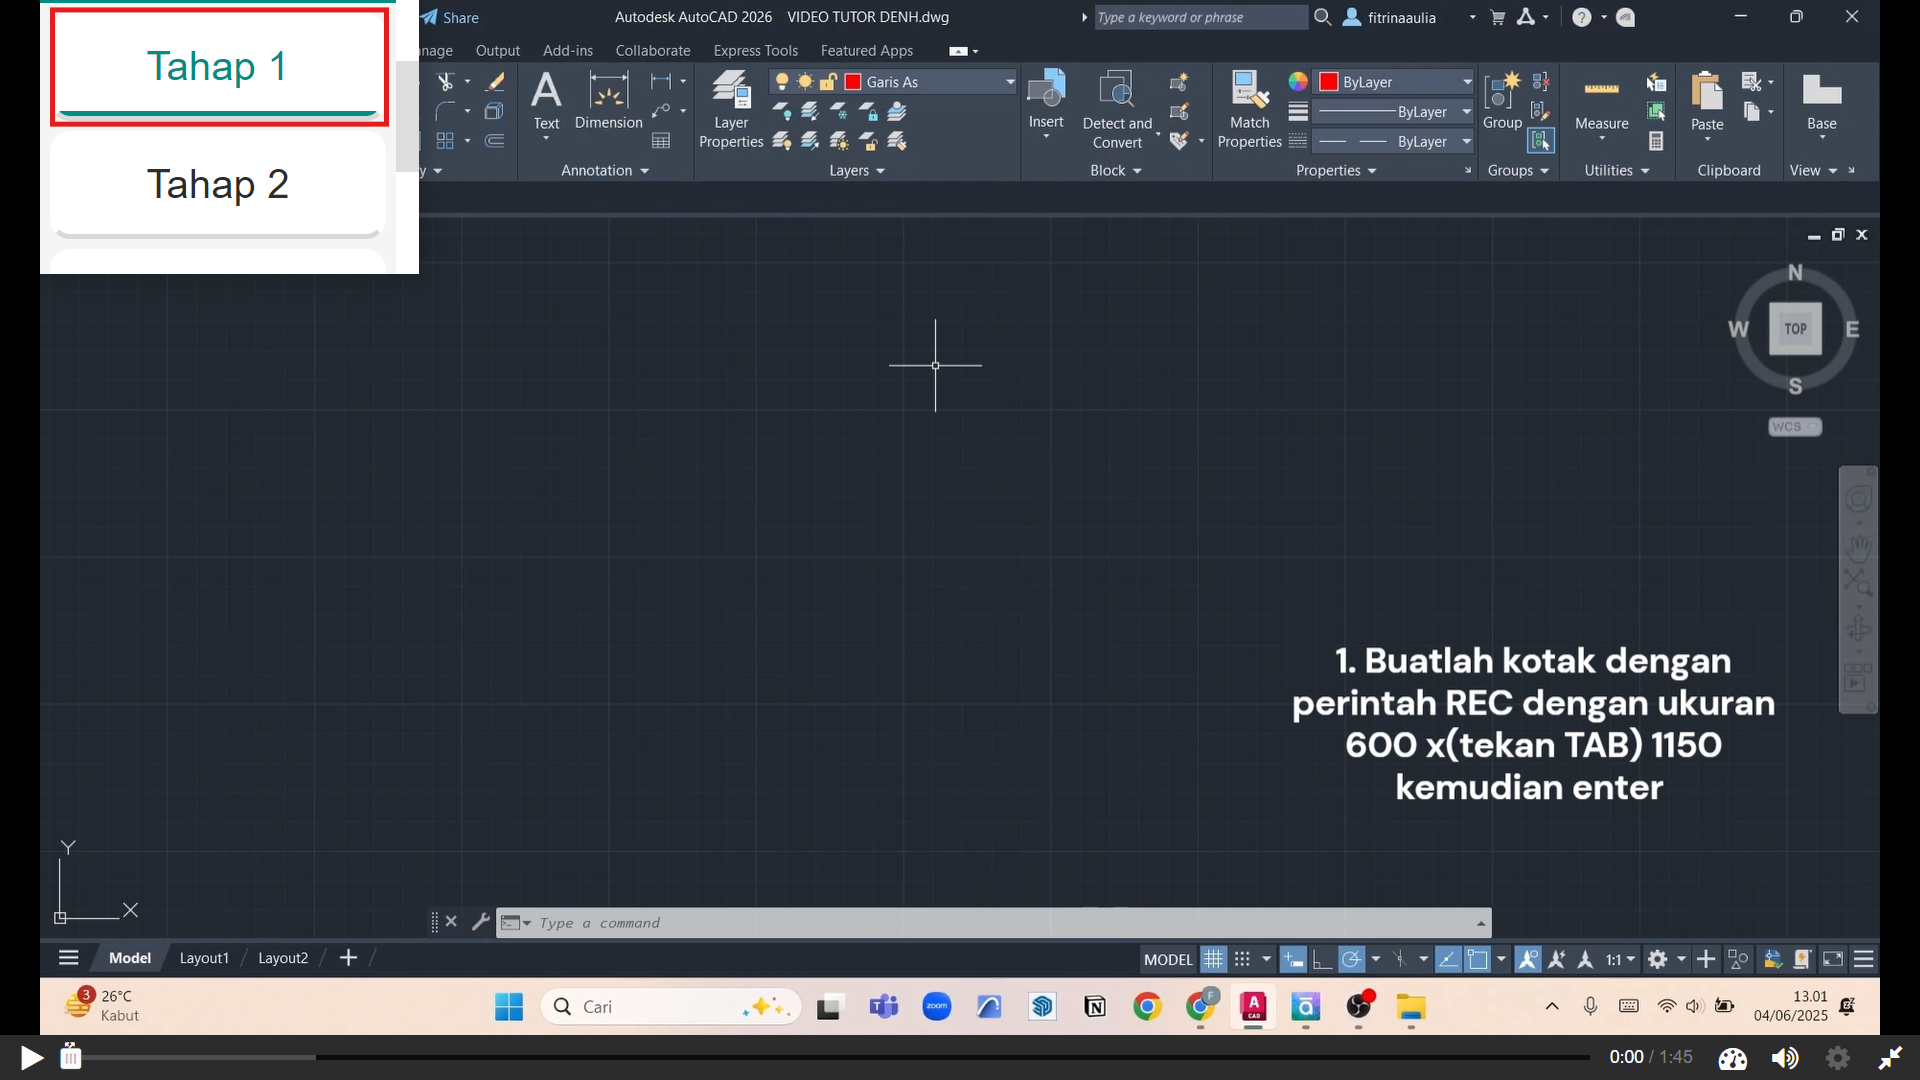 Tahap 1
Tahap 2
Share
Autodesk AutoCAD 2026 VIDEO TUTOR DENH.dwg
Type a keyword or phrase
fitrinaaulia
nage
Output
Add-ins
Collaborate
Express Tools
Featured Apps
Text
Dimension
Annotation
Layer
Properties
Garis As
Layers
Insert
Detect and
Convert
Block
Match
Properties
ByLayer
ByLayer
ByLayer
Properties
Group
Groups
Measure
Utilities
Paste
Clipboard
Base
View
y
N
W
TOP
E
S
WCS
1. Buatlah kotak dengan
perintah REC dengan ukuran
600 x(tekan TAB) 1150
kemudian enter
Y
X
Type a command
Model
Layout1
Layout2
MODEL
1:1
3
26°C
Kabut
Cari
zoom
F
A
CAD
13.01
04/06/2025
0:00 / 1:45